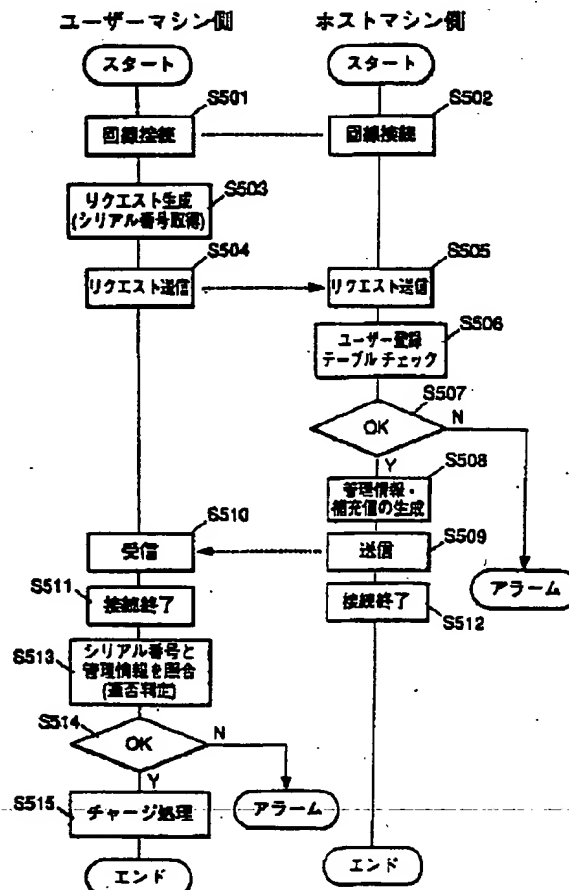 ユーザーマシン側
ホストマシン側
スタート
スタート
S501
回線接続
S502
回線接続
S503
リクエスト生成
(シリアル番号取得)
S504
リクエスト送信
S505
リクエスト送信
S506
ユーザー登録
テーブルチェック
S507
OK
N
Y
S508
管理情報・
補充信の生成
S510
受信
S509
送信
アラーム
S511
接続終了
接続終了
S512
S513
シリアル番号と
管理情報を照合
(適否判定)
S514
OK
N
Y
S515
チャージ処理
アラーム
エンド
エンド